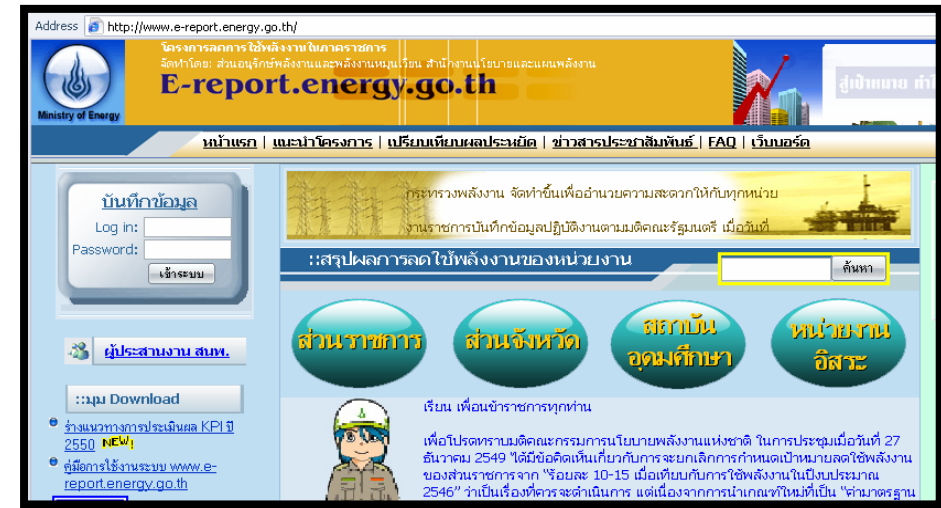 Address http://www.e-report.energy.go.th/
โครงการลดการใช้พลังงานในภาคราชการ
จัดทำโดย: ส่วนอนุรักษ์พลังงานและพลังงานหมุนเวียน สำนักงานนโยบายและแผนพลังงาน
E-report.energy.go.th
Ministry of Energy
สู่เป้าหมาย
หน้าแรก | แนะนำโครงการ | เปรียบเทียบผลประหยัด | ข่าวสารประชาสัมพันธ์ | FAQ | เว็บบอร์ด
บันทึกข้อมูล
Log in:
Password:
เข้าระบบ
ผู้ประสานงาน สนพ.
::มุม Download
ร่างแนวทางการประเมินผล KPI ปี
2550 NEW!
คู่มือการใช้งานระบบ www.e-
report.energy.go.th
กระทรวงพลังงาน จัดทำขึ้นเพื่ออำนวยความสะดวกให้กับทุกหน่วย
งานราชการบันทึกข้อมูลปฏิบัติงานตามมติคณะรัฐมนตรี เมื่อวันที่
::สรุปผลการลดใช้พลังงานของหน่วยงาน
ค้นหา
ส่วนราชการ
ส่วนจังหวัด
สถาบัน
อุดมศึกษา
หน่วยงาน
อิสระ
เรียน เพื่อนข้าราชการทุกท่าน
เพื่อโปรดทราบมติคณะกรรมการนโยบายพลังงานแห่งชาติ ในการประชุมเมื่อวันที่ 27
ธันวาคม 2549 "ได้มีข้อคิดเห็นเกี่ยวกับการจะยกเลิกการกำหนดเป้าหมายลดใช้พลังงาน
ของส่วนราชการจาก "ร้อยละ 10-15 เมื่อเทียบกับการใช้พลังงานในปีงบประมาณ
2546" ว่าเป็นเรื่องที่ควรจะดำเนินการ แต่เนื่องจากการนำเกณฑ์ใหม่ที่เป็น "ค่ามาตรฐาน